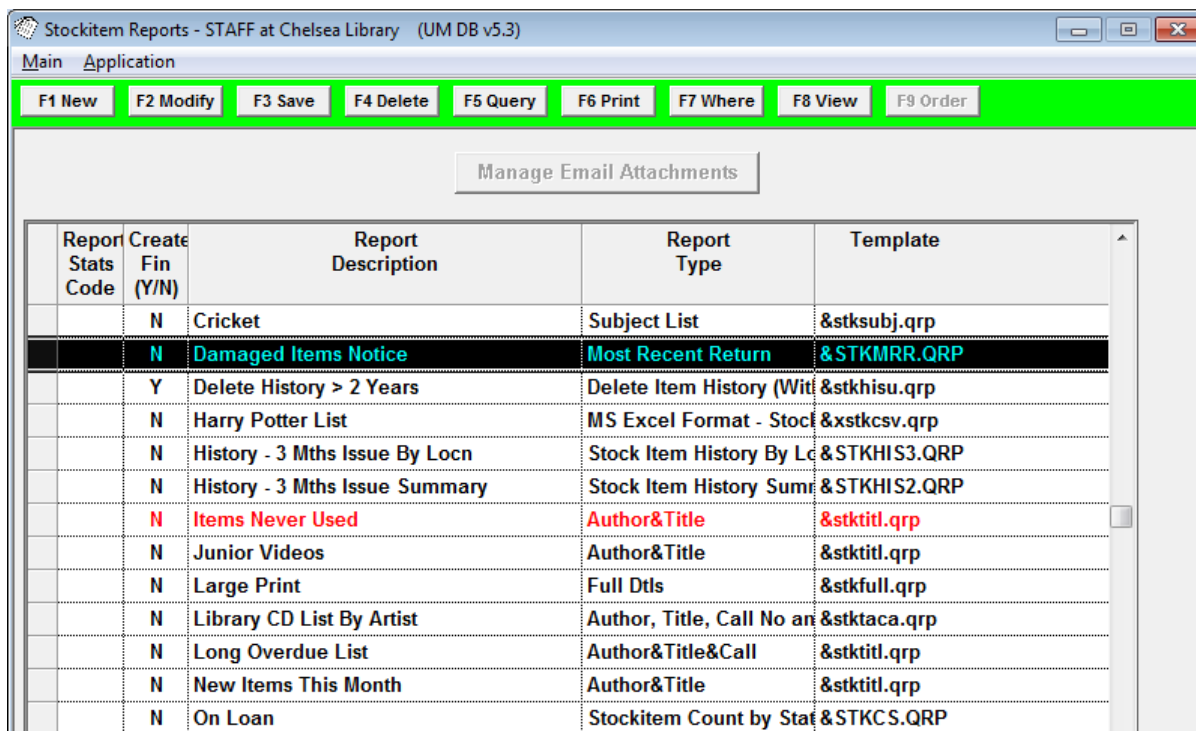 Stockitem Reports - STAFF at Chelsea Library (UM DB v5.3)
Main Application
F1 New F2 Modify F3 Save F4 Delete F5 Query F6 Print F7 Where F8 View F9 Order
Manage Email Attachments
Report Create Report Report Template
Stats Fin Description Type
Code (Y/N)
N Cricket Subject List &stksubj.qrp
N Damaged Items Notice Most Recent Return &STKMRR.QRP
Y Delete History > 2 Years Delete Item History (Wit &stkhisu.qrp
N Harry Potter List MS Excel Format - Stoc &xstkcsv.qrp
N History - 3 Mths Issue By Locn Stock Item History By Lo &STKHIS3.QRP
N History - 3 Mths Issue Summary Stock Item History Sum &STKHIS2.QRP
N Items Never Used Author&Title &stktitl.qrp
N Junior Videos Author&Title &stktitl.qrp
N Large Print Full Dtls &stkfull.qrp
N Library CD List By Artist Author, Title, Call No an &stktaca.qrp
N Long Overdue List Author&Title&Call &stktitl.qrp
N New Items This Month Author&Title &stktitl.qrp
N On Loan Stockitem Count by Stat &STKCS.QRP